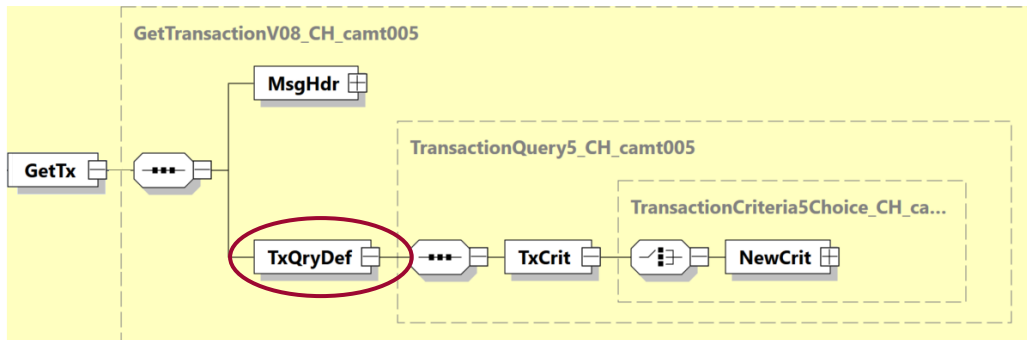 GetTransactionV08_CH_camt005
MsgHdr
TransactionQuery5_CH_camt005
GetTx
TransactionCriteria5Choice_CH_ca...
TxQryDef
TxCrit
NewCrit